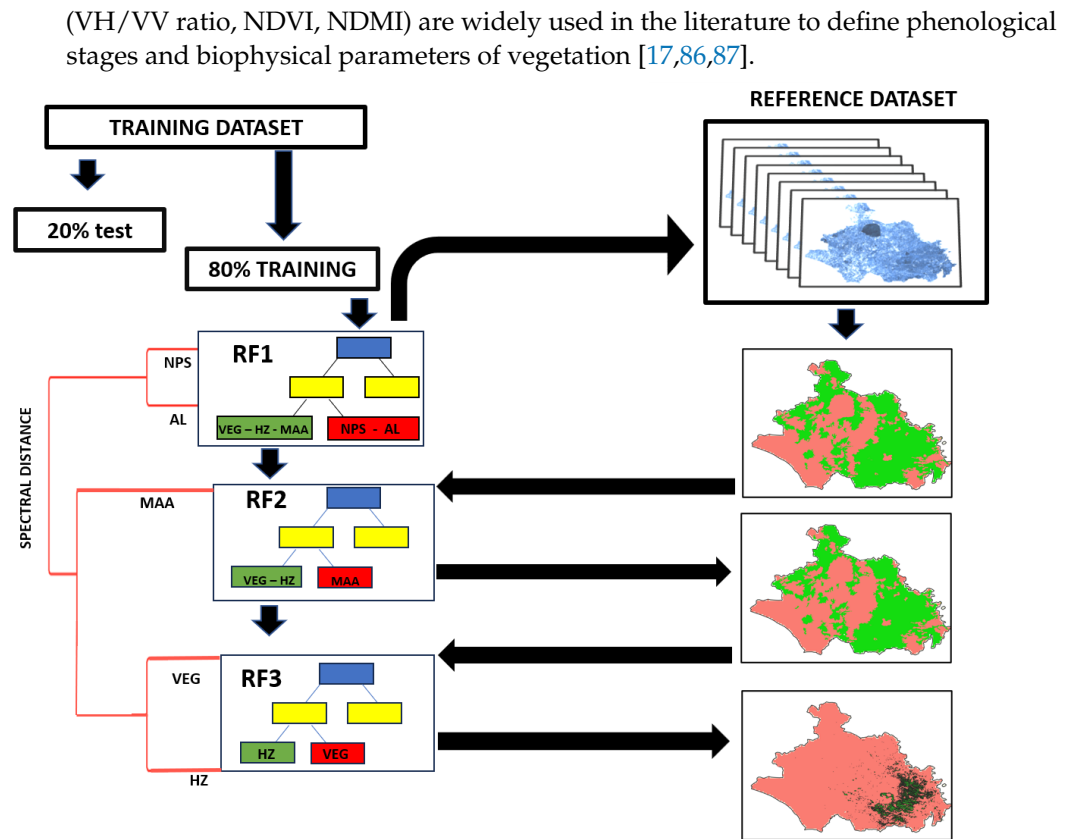 (VH/VV ratio, NDVI, NDMI) are widely used in the literature to define phenological
stages and biophysical parameters of vegetation [17,86,87].
REFERENCE DATASET
TRAINING DATASET
20% test
80% TRAINING
RF1
NPS
AL
VEG – HZ - MAA
NPS - AL
SPECTRAL DISTANCE
RF2
MAA
VEG – HZ
MAA
RF3
VEG
HZ
VEG
HZ